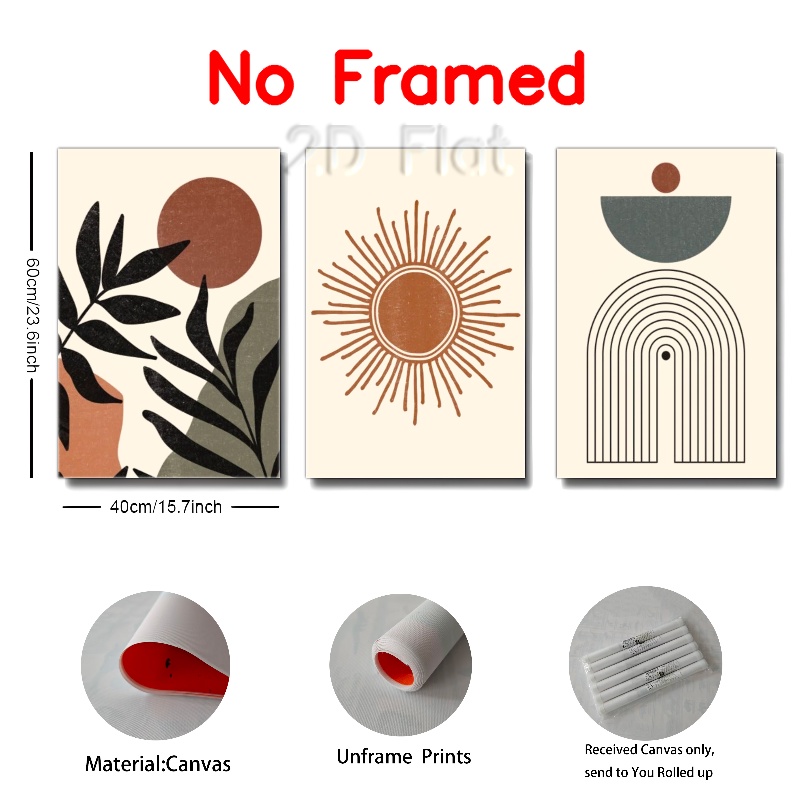 No Framed
2D Flat
60cm/23.6inch
40cm/15.7inch
Material:Canvas
Unframe Prints
Received Canvas only,
send to You Rolled up